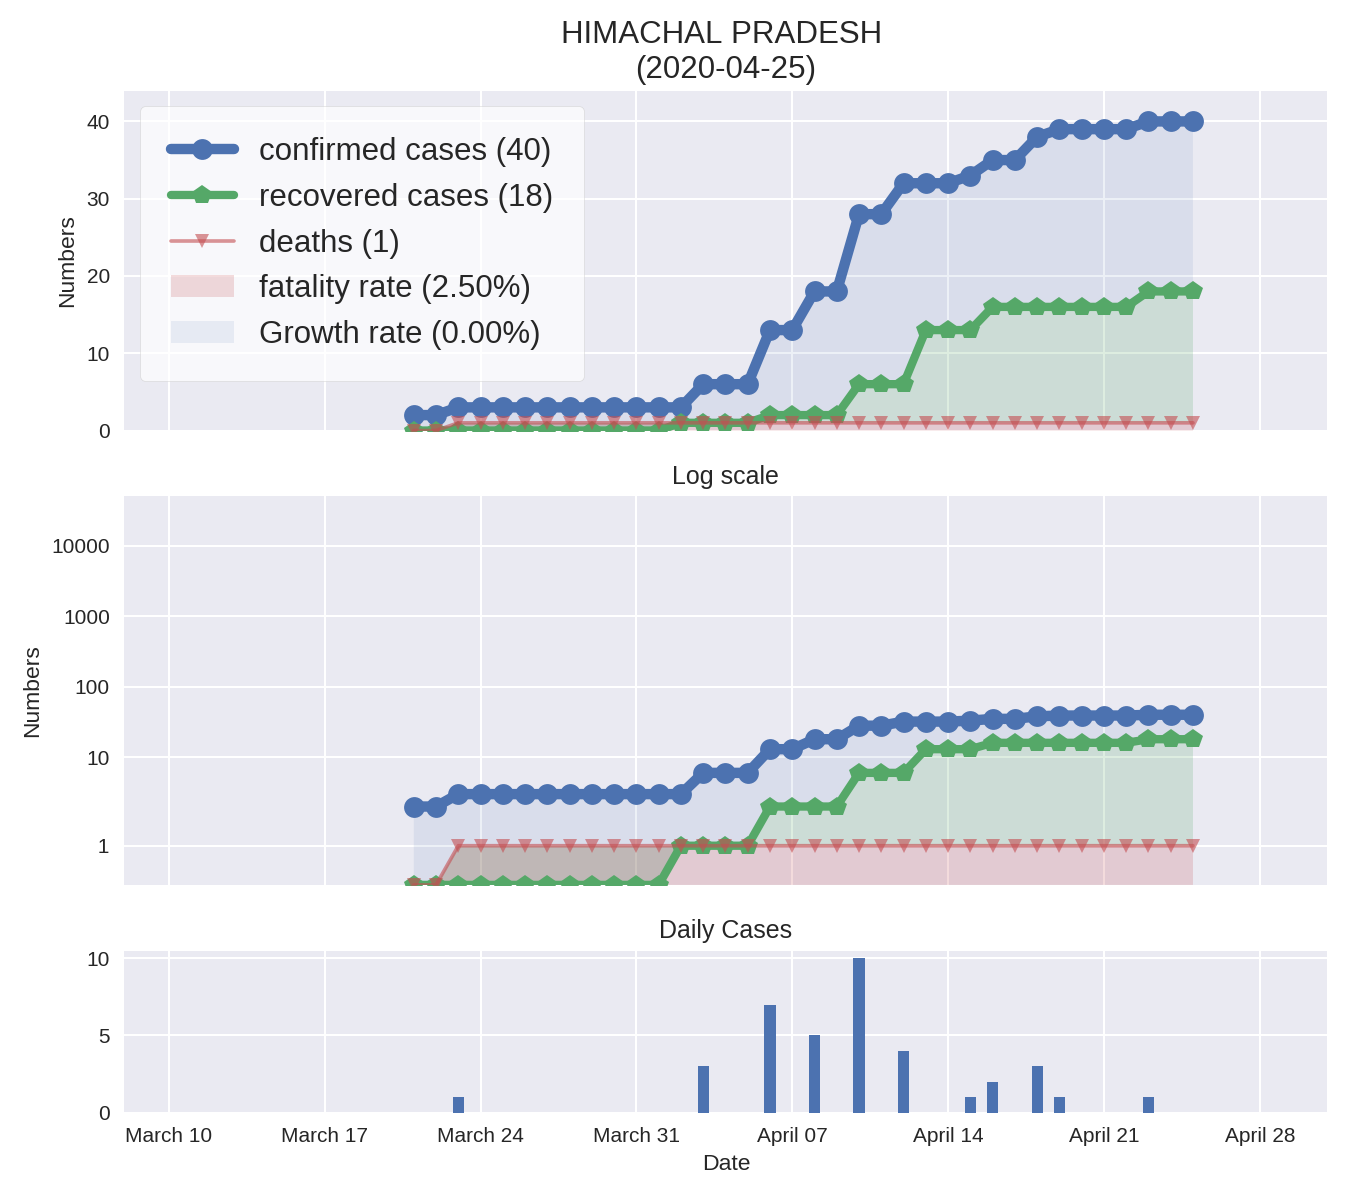 HIMACHAL PRADESH
(2020-04-25)
Numbers
40
30
20
10
0
confirmed cases (40)
recovered cases (18)
deaths (1)
fatality rate (2.50%)
Growth rate (0.00%)
Log scale
Numbers
10000
1000
100
10
1
Daily Cases
10
5
0
March 10 March 17 March 24 March 31 April 07 April 14 April 21 April 28
Date